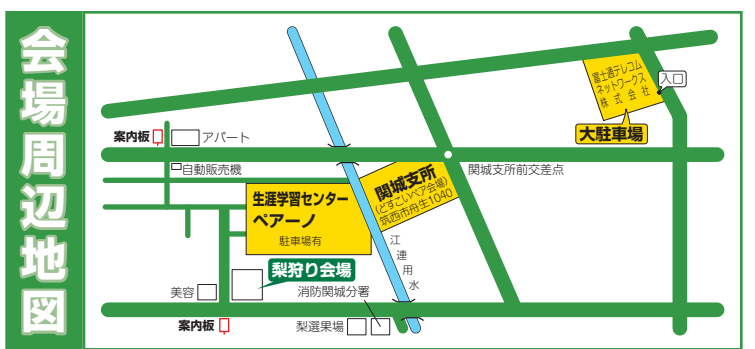 会場周辺地図
富士通テレコム
ネットワークス
株式会社
入口
大駐車場
案内板
アパート
自動販売機
関城支所
(どすこいペア会場)
筑西市舟生1040
関城支所前交差点
生涯学習センター
ペアーノ
駐車場有
江連用水
梨狩り会場
美容
消防関城分署
案内板
梨選果場